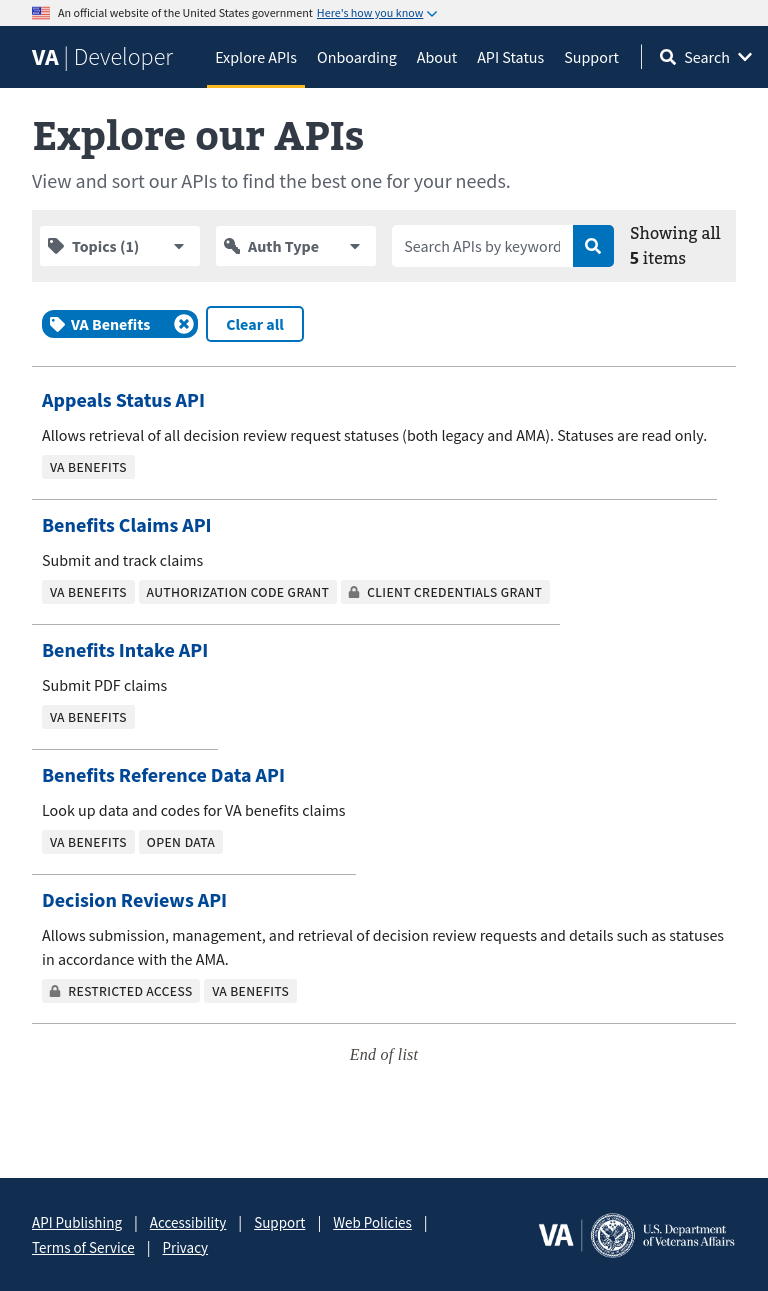 An official website of the United States government Here's how you know
VA | Developer Explore APIs Onboarding About API Status Support Search
Explore our APIs
View and sort our APIs to find the best one for your needs.
Topics (1) Auth Type Search APIs by keyword Showing all
5 items
VA Benefits Clear all
Appeals Status API
Allows retrieval of all decision review request statuses (both legacy and AMA). Statuses are read only.
VA BENEFITS
Benefits Claims API
Submit and track claims
VA BENEFITS AUTHORIZATION CODE GRANT CLIENT CREDENTIALS GRANT
Benefits Intake API
Submit PDF claims
VA BENEFITS
Benefits Reference Data API
Look up data and codes for VA benefits claims
VA BENEFITS OPEN DATA
Decision Reviews API
Allows submission, management, and retrieval of decision review requests and details such as statuses
in accordance with the AMA.
RESTRICTED ACCESS VA BENEFITS
End of list
API Publishing | Accessibility | Support | Web Policies |
Terms of Service | Privacy
VA | U.S. Department
of Veterans Affairs